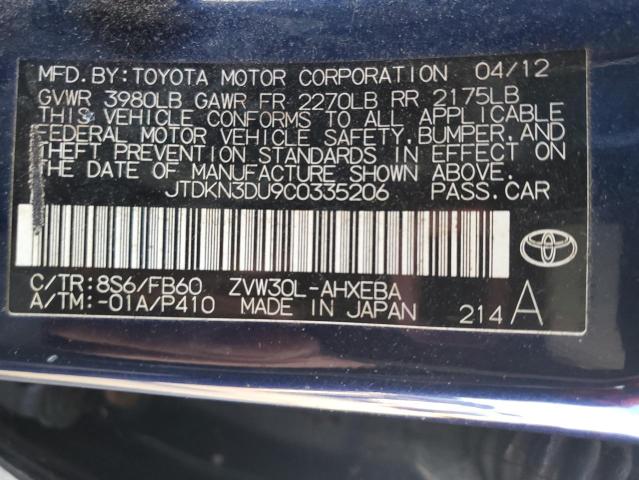 MFD. BY: TOYOTA MOTOR CORPORATION 04/12
GVWR 3980LB GAWR FR 2270LB RR 2175LB
THIS VEHICLE CONFORMS TO ALL APPLICABLE
FEDERAL MOTOR VEHICLE SAFETY, BUMPER, AND
THEFT PREVENTION STANDARDS IN EFFECT ON
THE DATE OF MANUFACTURE SHOWN ABOVE.
JTDKN3DU9C0335206 PASS. CAR
C/TR: 8S6/FB60 ZVW30L-AHXEBA
A/TM: -01A/P410 MADE IN JAPAN 214 A